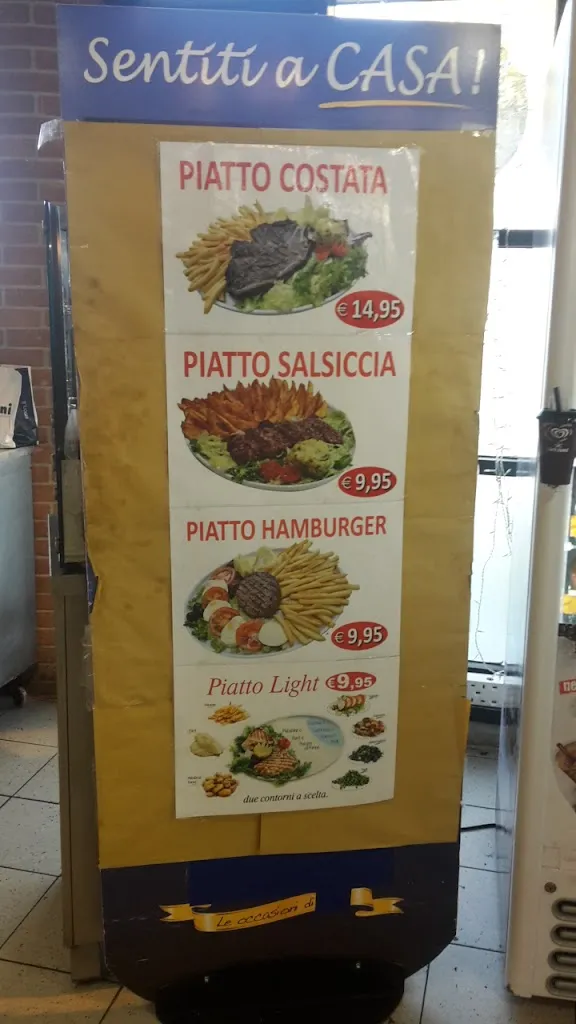 Sentiti a CASA!
PIATTO COSTATA
€ 14,95
PIATTO SALSICCIA
€ 9,95
PIATTO HAMBURGER
€ 9,95
Piatto Light €9,95
due contorni a scelta.
Le occasioni di